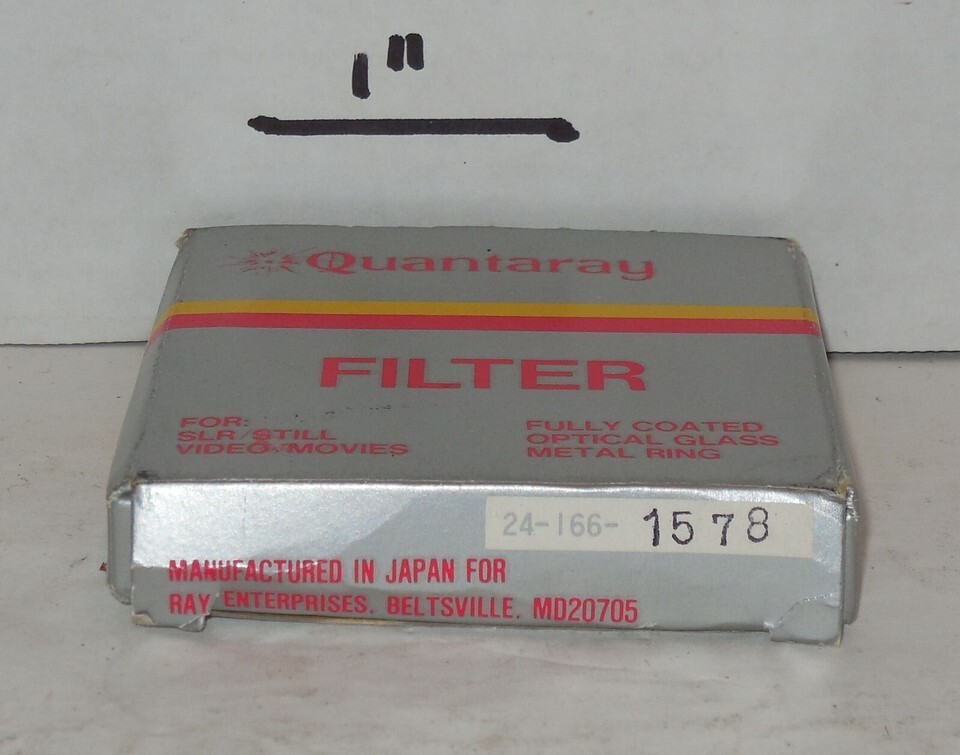 1"
Quantaray
FILTER
FOR:
SLR/STILL
VIDEO/MOVIES
FULLY COATED
OPTICAL GLASS
METAL RING
24-166- 1578
MANUFACTURED IN JAPAN FOR
RAY ENTERPRISES. BELTSVILLE. MD20705